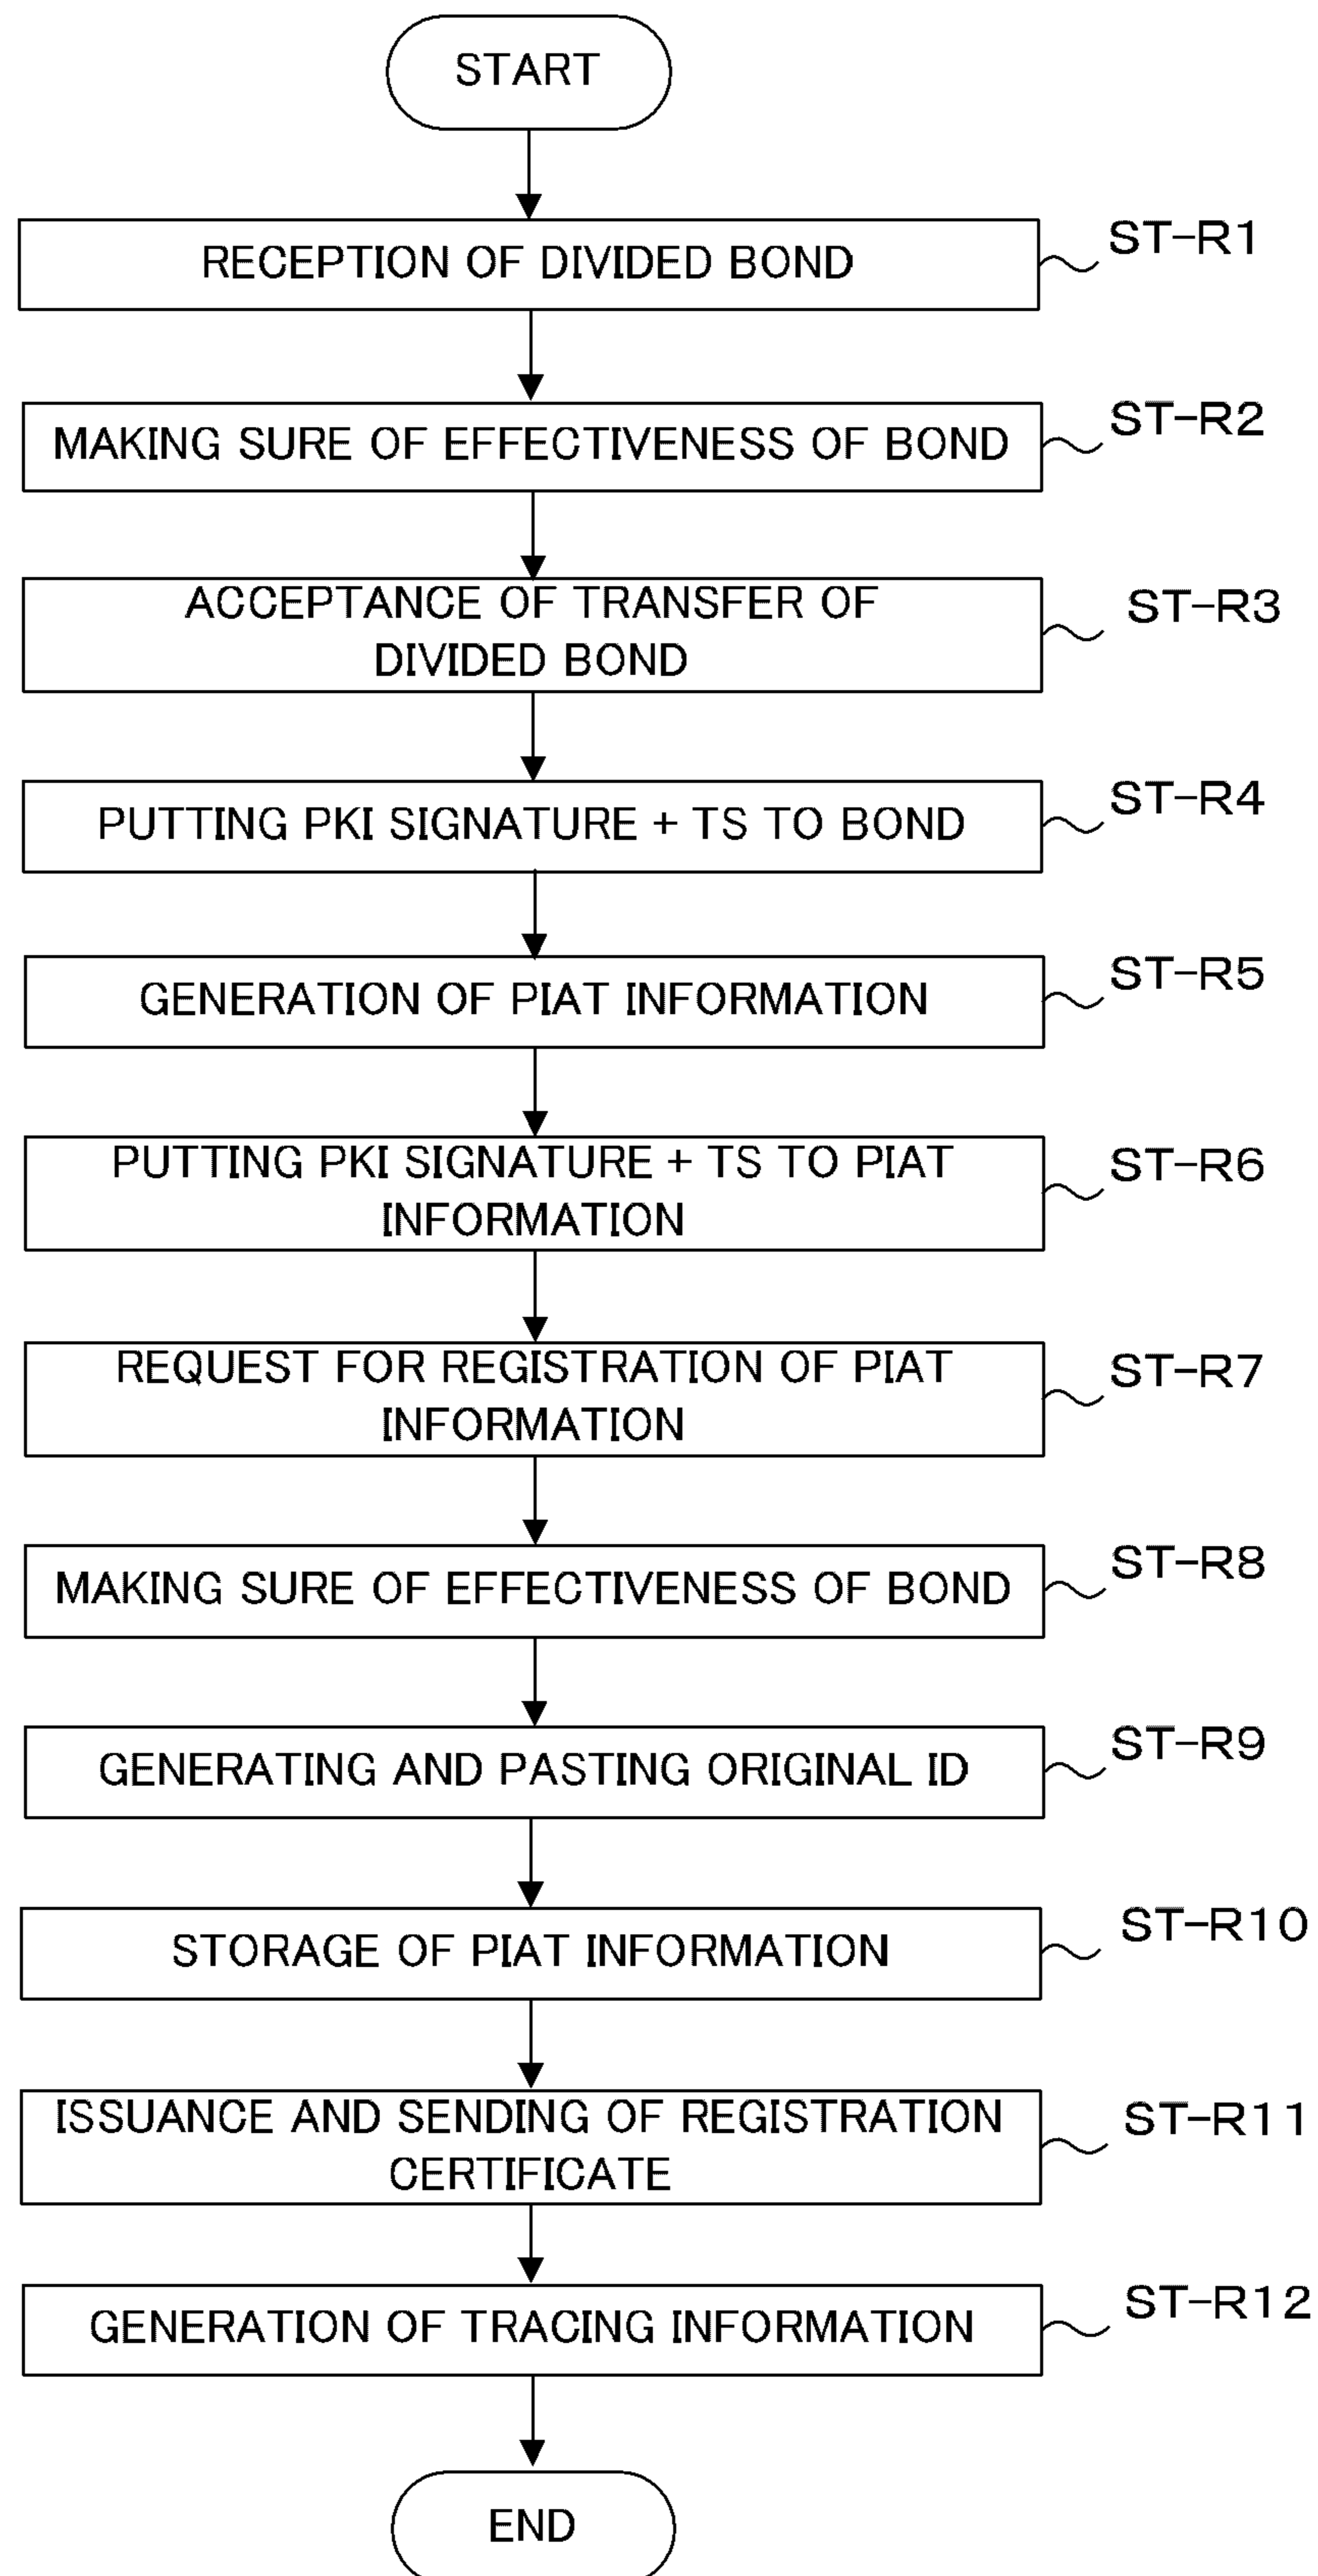 START
RECEPTION OF DIVIDED BOND
ST-R1
MAKING SURE OF EFFECTIVENESS OF BOND
ST-R2
ACCEPTANCE OF TRANSFER OF
DIVIDED BOND
ST-R3
PUTTING PKI SIGNATURE + TS TO BOND
ST-R4
GENERATION OF PIAT INFORMATION
ST-R5
PUTTING PKI SIGNATURE + TS TO PIAT
INFORMATION
ST-R6
REQUEST FOR REGISTRATION OF PIAT
INFORMATION
ST-R7
MAKING SURE OF EFFECTIVENESS OF BOND
ST-R8
GENERATING AND PASTING ORIGINAL ID
ST-R9
STORAGE OF PIAT INFORMATION
ST-R10
ISSUANCE AND SENDING OF REGISTRATION
CERTIFICATE
ST-R11
GENERATION OF TRACING INFORMATION
ST-R12
END